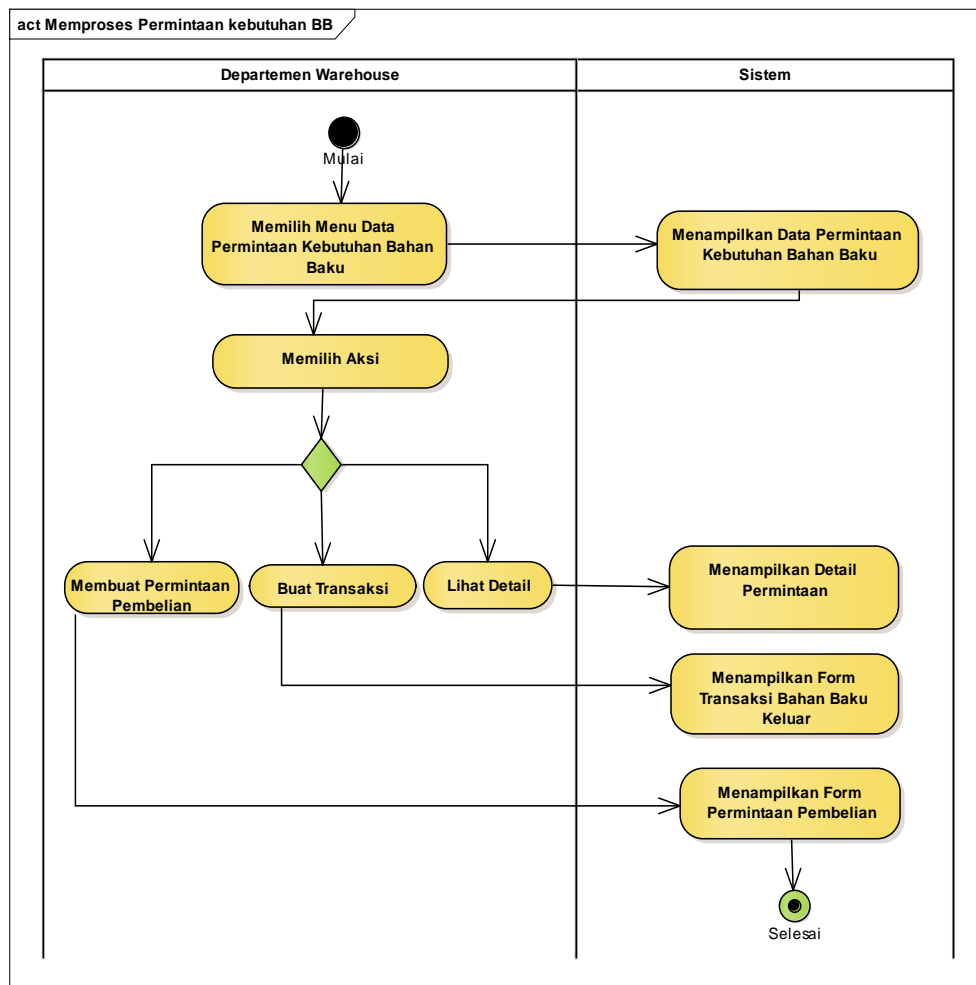 act Memproses Permintaan kebutuhan BB
Departemen Warehouse
Sistem
Mulai
Memilih Menu Data
Permintaan Kebutuhan Bahan
Baku
Menampilkan Data Permintaan
Kebutuhan Bahan Baku
Memilih Aksi
Membuat Permintaan
Pembelian
Buat Transaksi
Lihat Detail
Menampilkan Detail
Permintaan
Menampilkan Form
Transaksi Bahan Baku
Keluar
Menampilkan Form
Permintaan Pembelian
Selesai